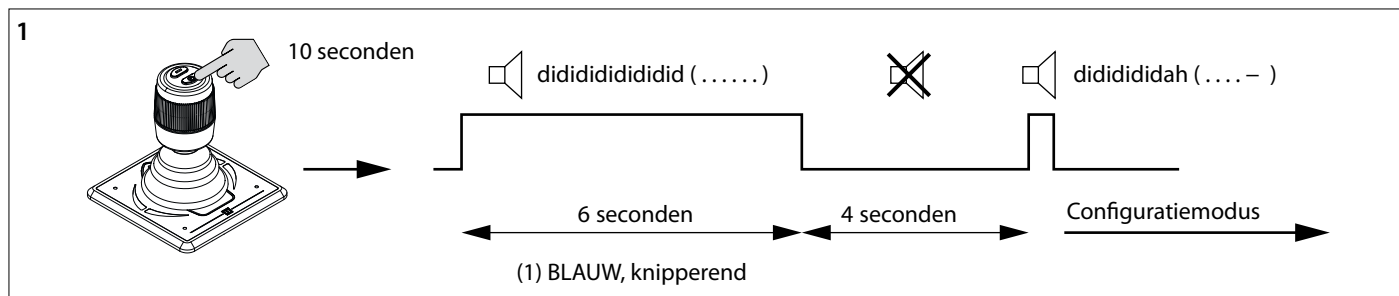 1
10 seconden
dididididididid ( . . . . . . )
didididah ( . . . . – )
6 seconden
4 seconden
Configuratiemodus
(1) BLAUW, knipperend